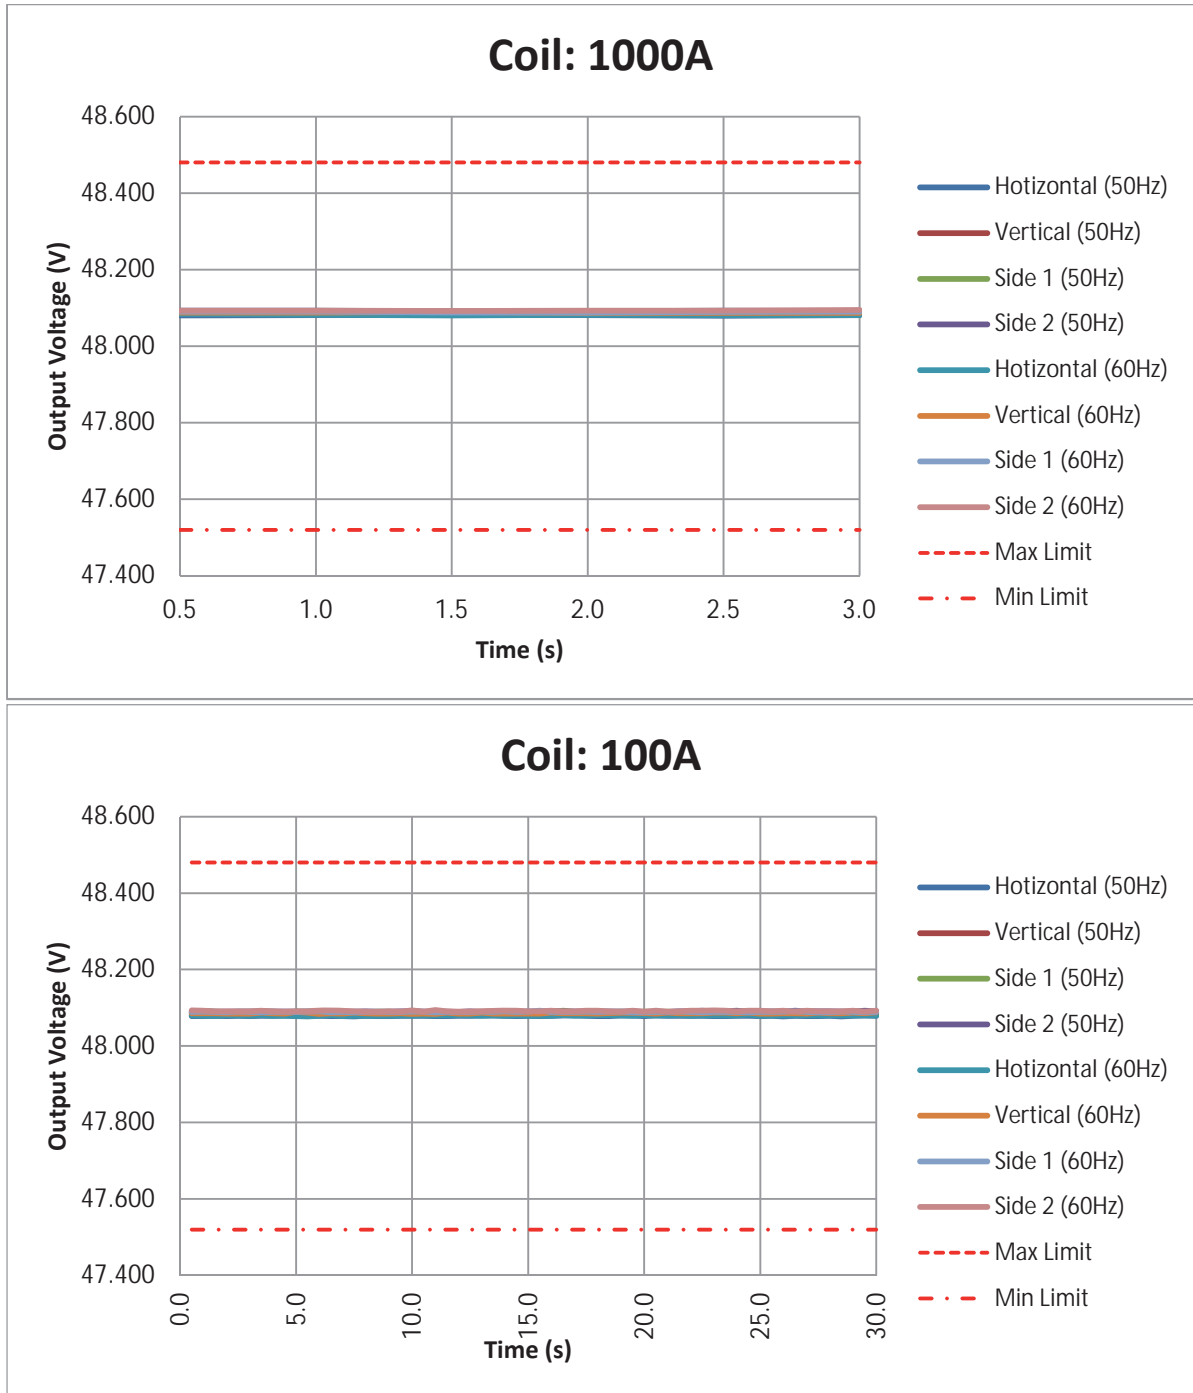 Coil: 1000A
48.600
48.400
48.200
48.000
47.800
47.600
47.400
Output Voltage (V)
0.5 1.0 1.5 2.0 2.5 3.0
Time (s)
Hotizontal (50Hz)
Vertical (50Hz)
Side 1 (50Hz)
Side 2 (50Hz)
Hotizontal (60Hz)
Vertical (60Hz)
Side 1 (60Hz)
Side 2 (60Hz)
Max Limit
Min Limit
Coil: 100A
48.600
48.400
48.200
48.000
47.800
47.600
47.400
Output Voltage (V)
0.0 5.0 10.0 15.0 20.0 25.0 30.0
Time (s)
Hotizontal (50Hz)
Vertical (50Hz)
Side 1 (50Hz)
Side 2 (50Hz)
Hotizontal (60Hz)
Vertical (60Hz)
Side 1 (60Hz)
Side 2 (60Hz)
Max Limit
Min Limit